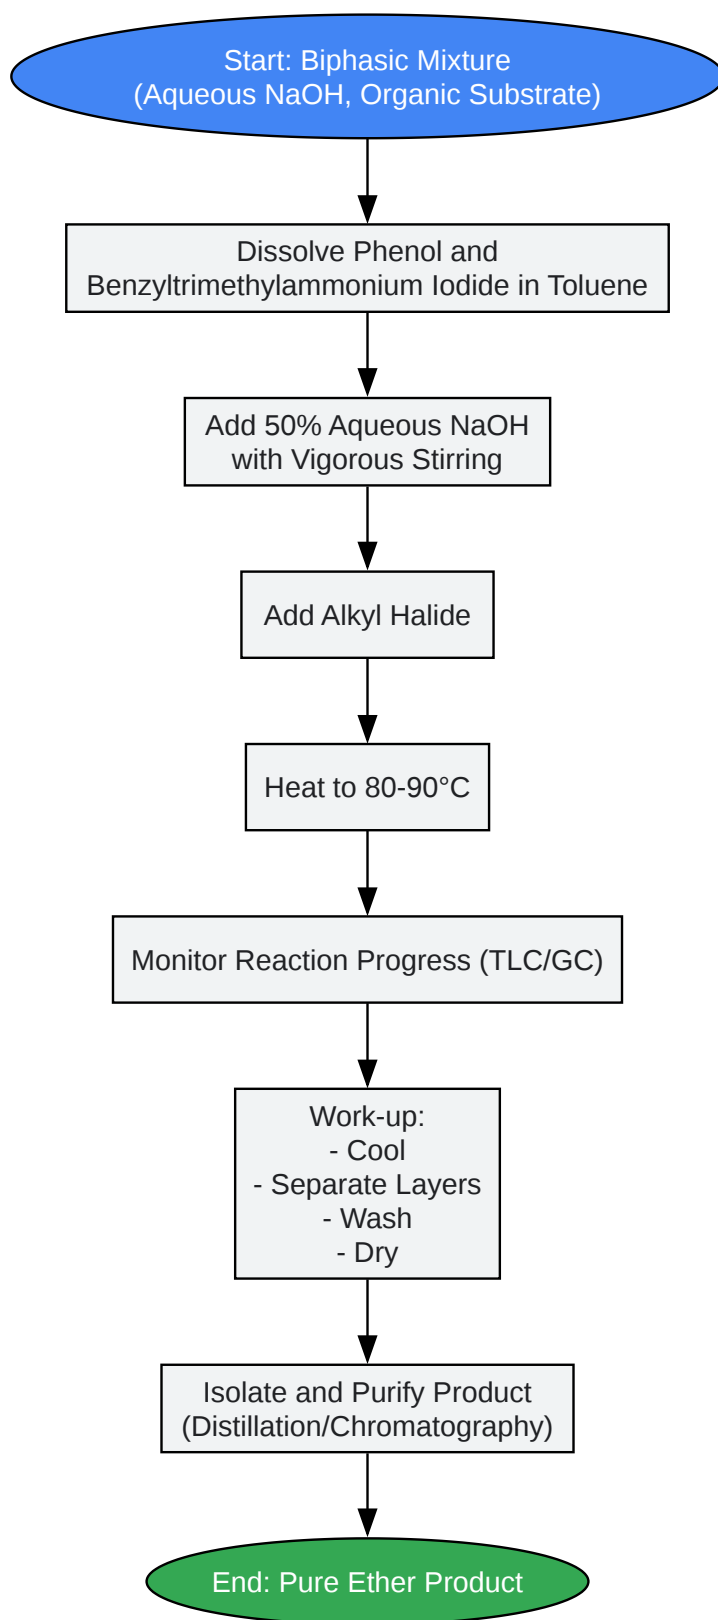 Start: Biphasic Mixture
(Aqueous NaOH, Organic Substrate)
Dissolve Phenol and
Benzyltrimethylammonium Iodide in Toluene
Add 50% Aqueous NaOH
with Vigorous Stirring
Add Alkyl Halide
Heat to 80-90°C
Monitor Reaction Progress (TLC/GC)
Work-up:
- Cool
- Separate Layers
- Wash
- Dry
Isolate and Purify Product
(Distillation/Chromatography)
End: Pure Ether Product